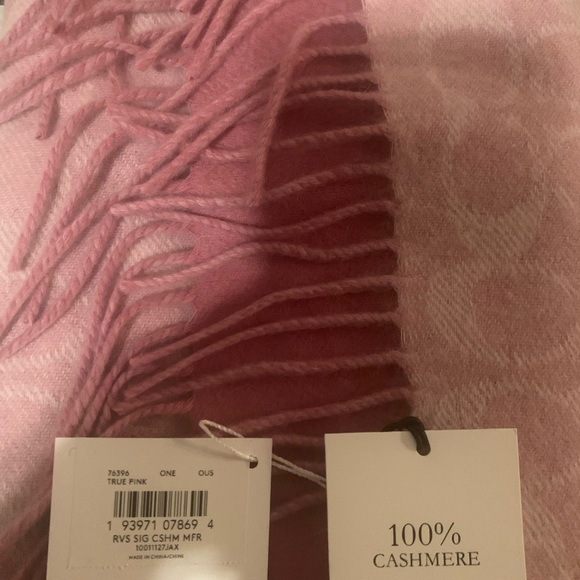 76396 ONE OUS
TRUE PINK
1 93971 07869 4
RVS SIG CSHM MFR
10011127JAX
MADE IN CHINA/CHINE
100%
CASHMERE